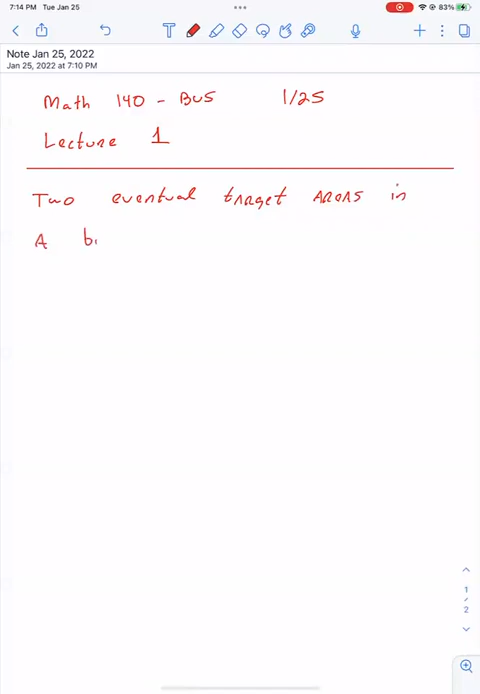 7:14 PM Tue Jan 25
83%
Note Jan 25, 2022
Jan 25, 2022 at 7:10 PM
Math 140 - BUS 1/25
Lecture 1
Two eventual target AREAS in
A b
1
2